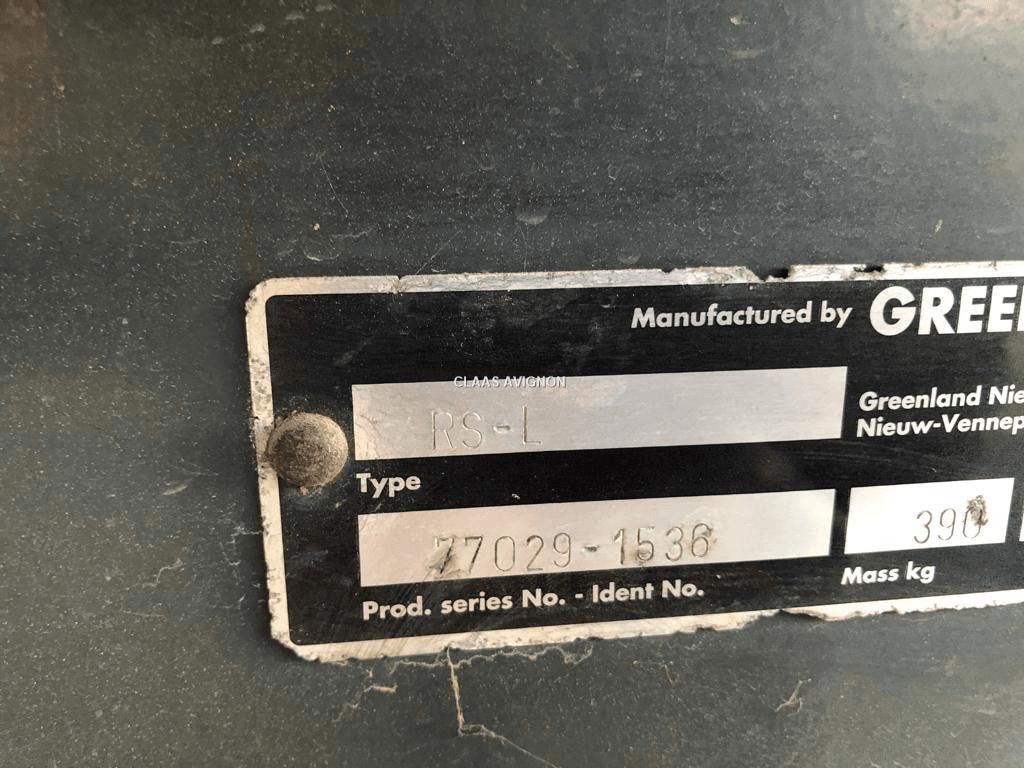 Manufactured by GREE
CLAAS AVIGNON
RS-L
Greenland Nie
Nieuw-Vennep
Type
77029-1536
390
Prod. series No. - Ident No.
Mass kg